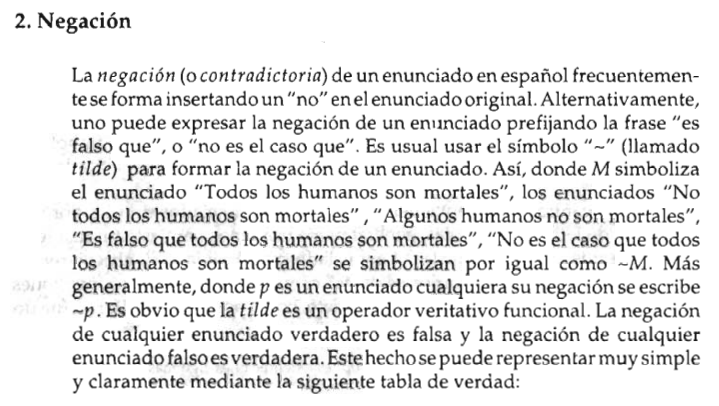 2. Negación
La negación (o contradictoria) de un enunciado en español frecuentemen-
te se forma insertando un "no" en el enunciado original. Alternativamente,
uno puede expresar la negación de un enunciado prefijando la frase "es
falso que", o "no es el caso que". Es usual usar el símbolo "~" (llamado
tilde) para formar la negación de un enunciado. Así, donde M simboliza
el enunciado "Todos los humanos son mortales", los enunciados "No
todos los humanos son mortales" , "Algunos humanos no son mortales",
"Es falso que todos los humanos son mortales", "No es el caso que todos
los humanos son mortales" se simbolizan por igual como ~M. Más
generalmente, donde p es un enunciado cualquiera su negación se escribe
~p. Es obvio que la tilde es un operador veritativo funcional. La negación
de cualquier enunciado verdadero es falsa y la negación de cualquier
enunciado falso es verdadera. Este hecho se puede representar muy simple
y claramente mediante la siguiente tabla de verdad: